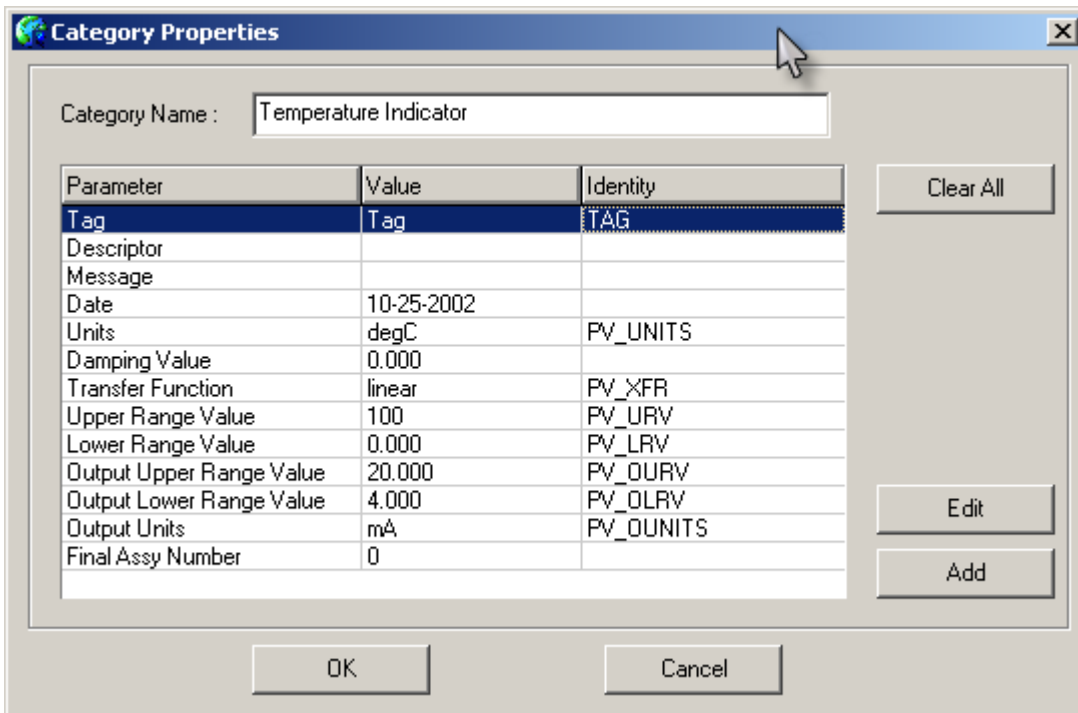 Category Properties
Category Name : Temperature Indicator
Parameter Value Identity
Clear All
Tag Tag TAG
Descriptor
Message
Date 10-25-2002
Units degC PV_UNITS
Damping Value 0.000
Transfer Function linear PV_XFR
Upper Range Value 100 PV_URV
Lower Range Value 0.000 PV_LRV
Output Upper Range Value 20.000 PV_OURV
Output Lower Range Value 4.000 PV_OLRV
Edit
Output Units mA PV_OUNITS
Final Assy Number 0
Add
OK Cancel